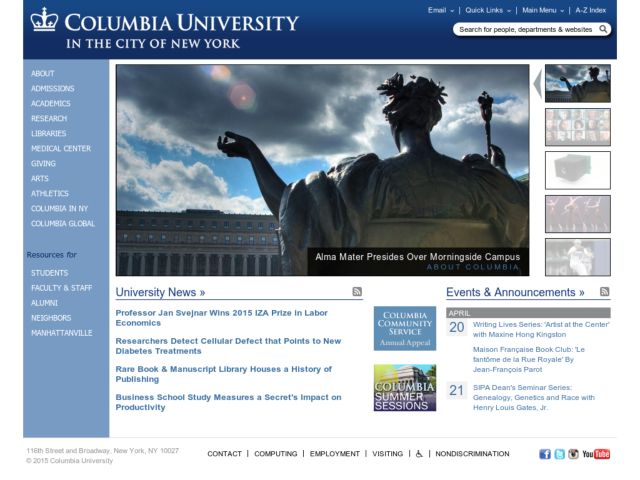 COLUMBIA UNIVERSITY
IN THE CITY OF NEW YORK
Email | Quick Links | Main Menu | A-Z Index
Search for people, departments & websites
ABOUT
ADMISSIONS
ACADEMICS
RESEARCH
LIBRARIES
MEDICAL CENTER
GIVING
ARTS
ATHLETICS
COLUMBIA IN NY
COLUMBIA GLOBAL
Resources for
STUDENTS
FACULTY & STAFF
ALUMNI
NEIGHBORS
MANHATTANVILLE
Alma Mater Presides Over Morningside Campus
ABOUT COLUMBIA
University News »
Professor Jan Svejnar Wins 2015 IZA Prize in Labor
Economics
Researchers Detect Cellular Defect that Points to New
Diabetes Treatments
Rare Book & Manuscript Library Houses a History of
Publishing
Business School Study Measures a Secret's Impact on
Productivity
COLUMBIA
COMMUNITY
SERVICE
Annual Appeal
COLUMBIA
SUMMER
SESSIONS
Events & Announcements »
APRIL
20 Writing Lives Series: 'Artist at the Center'
with Maxine Hong Kingston
Maison Française Book Club: 'Le
fantôme de la Rue Royale' By
Jean-François Parot
21 SIPA Dean's Seminar Series:
Genealogy, Genetics and Race with
Henry Louis Gates, Jr.
116th Street and Broadway, New York, NY 10027
© 2015 Columbia University
CONTACT | COMPUTING | EMPLOYMENT | VISITING | | NONDISCRIMINATION
YouTube